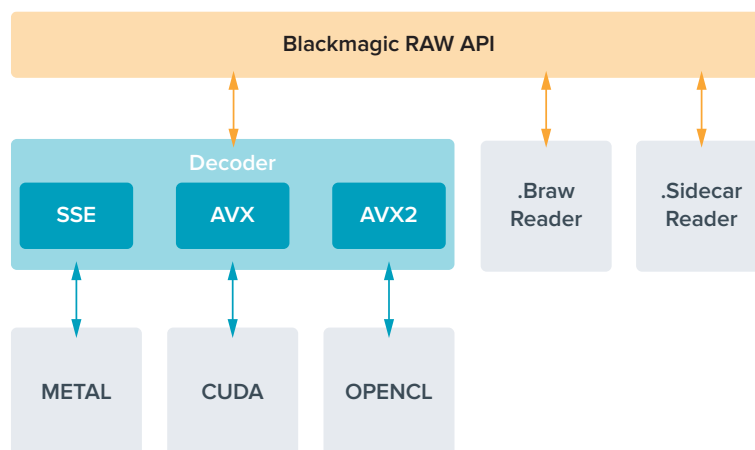 Blackmagic RAW API
Decoder
SSE
AVX
AVX2
.Braw
Reader
.Sidecar
Reader
METAL
CUDA
OPENCL